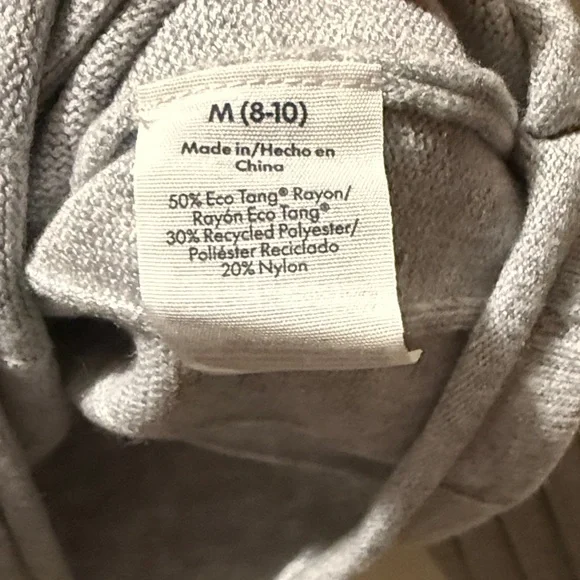 M (8-10)
Made in/Hecho en
China
50% Eco Tang® Rayon/
Rayón Eco Tang®
30% Recycled Polyester/
Poliéster Reciclado
20% Nylon